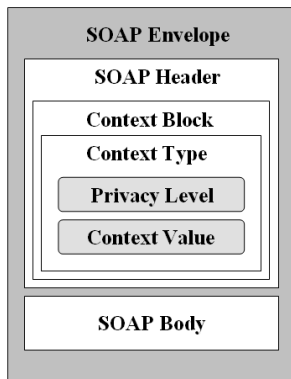 SOAP Envelope
SOAP Header
Context Block
Context Type
Privacy Level
Context Value
SOAP Body